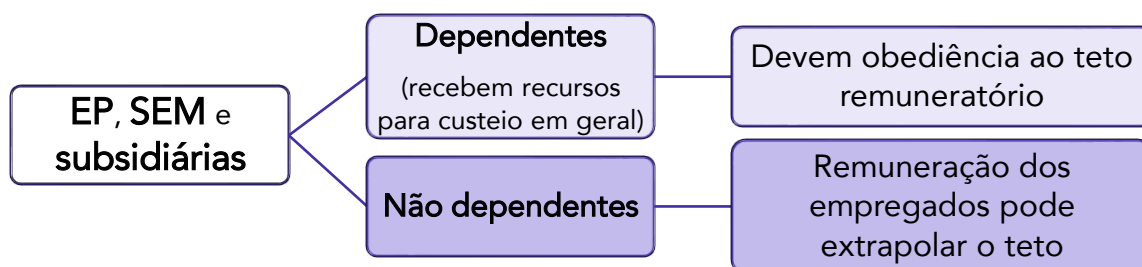 EP, SEM e
subsidiárias
Dependentes
(recebem recursos
para custeio em geral)
Devem obediência ao teto
remuneratório
Não dependentes
Remuneração dos
empregados pode
extrapolar o teto